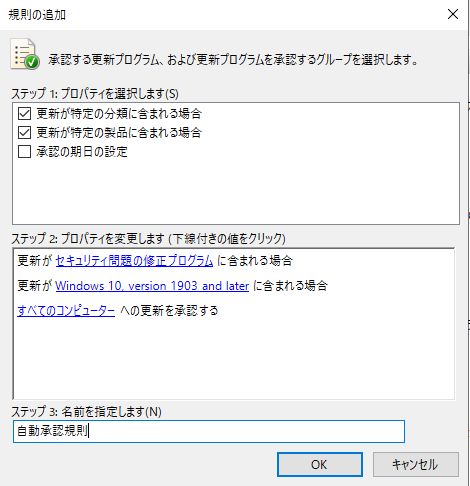 規則の追加
承認する更新プログラム、および更新プログラムを承認するグループを選択します。
ステップ 1: プロパティを選択します(S)
更新が特定の分類に含まれる場合
更新が特定の製品に含まれる場合
承認の期日の設定
ステップ 2: プロパティを変更します (下線付きの値をクリック)
更新が セキュリティ問題の修正プログラム に含まれる場合
更新が Windows 10, version 1903 and later に含まれる場合
すべてのコンピューター への更新を承認する
ステップ 3: 名前を指定します(N)
自動承認規則
OK
キャンセル